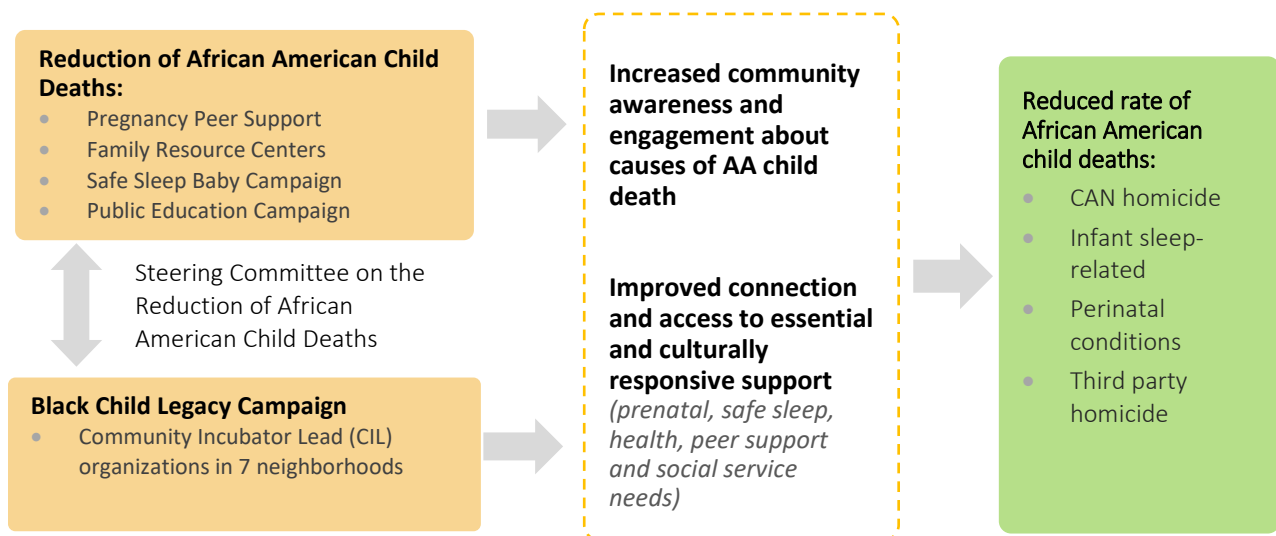 Reduction of African American Child
Deaths:
• Pregnancy Peer Support
• Family Resource Centers
• Safe Sleep Baby Campaign
• Public Education Campaign
Steering Committee on the
Reduction of African
American Child Deaths
Black Child Legacy Campaign
• Community Incubator Lead (CIL)
organizations in 7 neighborhoods
Increased community
awareness and
engagement about
causes of AA child
death
Improved connection
and access to essential
and culturally
responsive support
(prenatal, safe sleep,
health, peer support
and social service
needs)
Reduced rate of
African American
child deaths:
• CAN homicide
• Infant sleep-
related
• Perinatal
conditions
• Third party
homicide